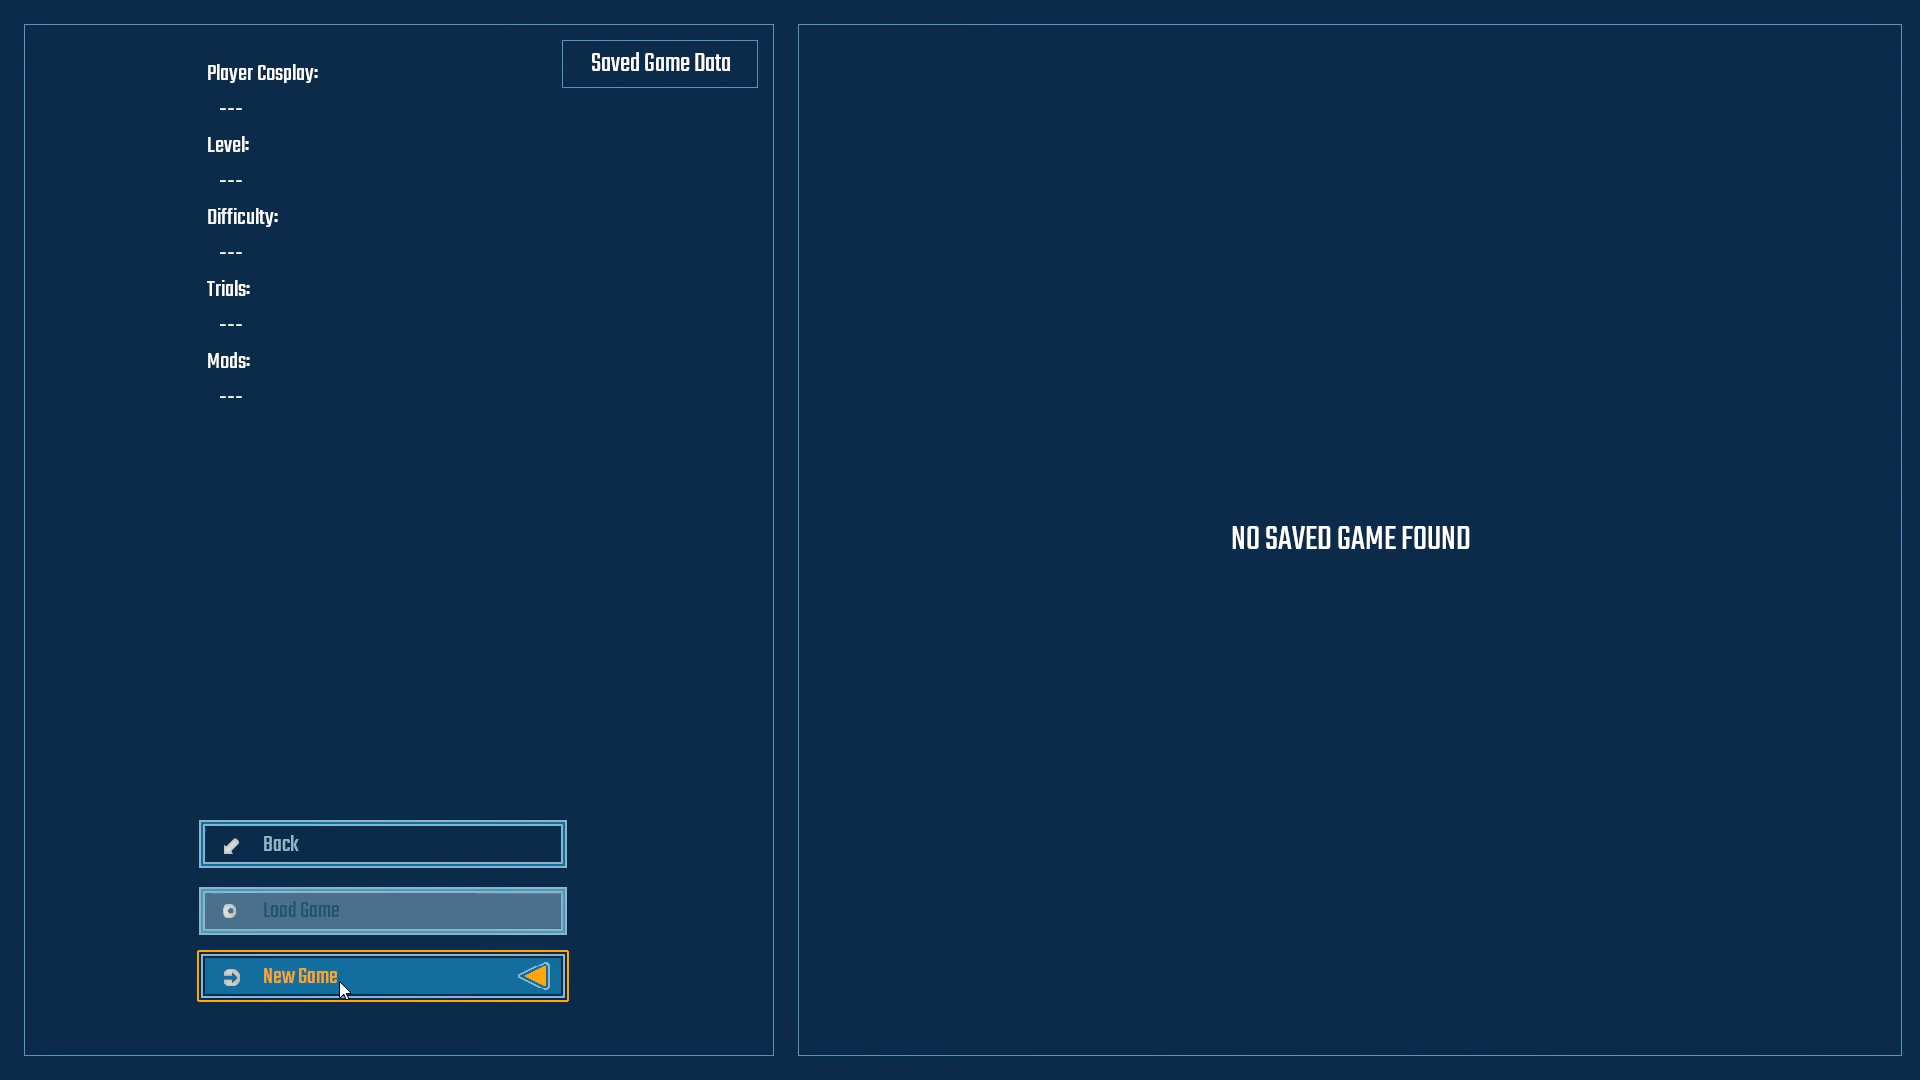 Saved Game Data
Player Cosplay:
---
Level:
---
Difficulty:
---
Trials:
---
Mods:
---
NO SAVED GAME FOUND
Back
Load Game
New Game